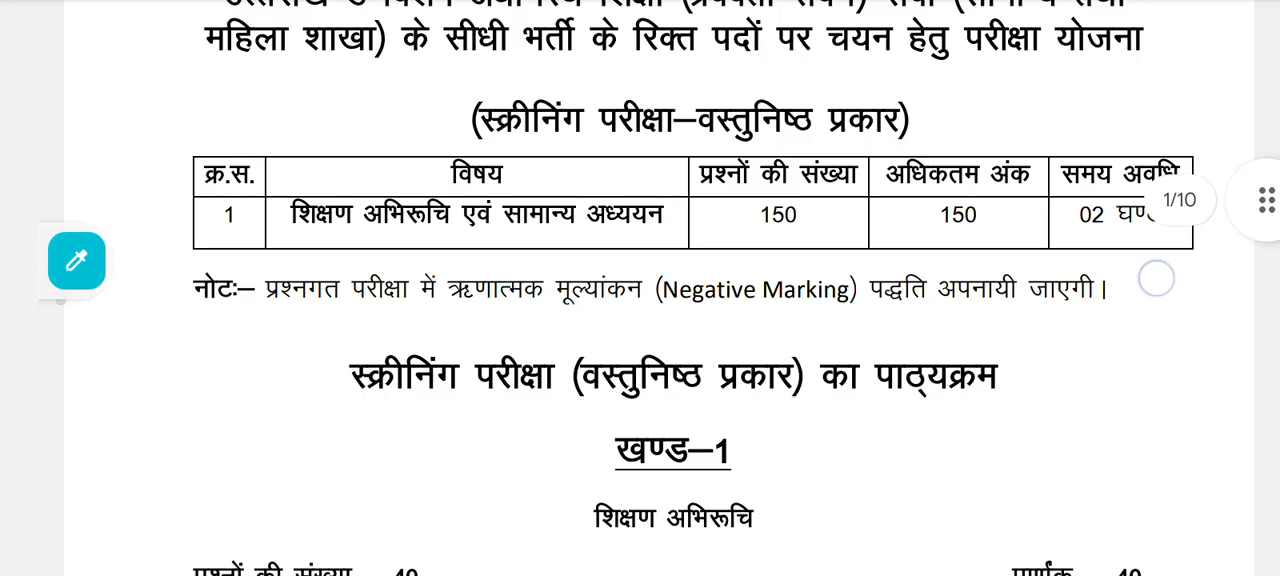 महिला शाखा) के सीधी भर्ती के रिक्त पदों पर चयन हेतु परीक्षा योजना
(स्क्रीनिंग परीक्षा–वस्तुनिष्ठ प्रकार)
क्र.स. विषय प्रश्नों की संख्या अधिकतम अंक समय अवधि
1 शिक्षण अभिरूचि एवं सामान्य अध्ययन 150 150 02
1/10
नोटः– प्रश्नगत परीक्षा में ऋणात्मक मूल्यांकन (Negative Marking) पद्धति अपनायी जाएगी।
स्क्रीनिंग परीक्षा (वस्तुनिष्ठ प्रकार) का पाठ्यक्रम
खण्ड–1
शिक्षण अभिरूचि